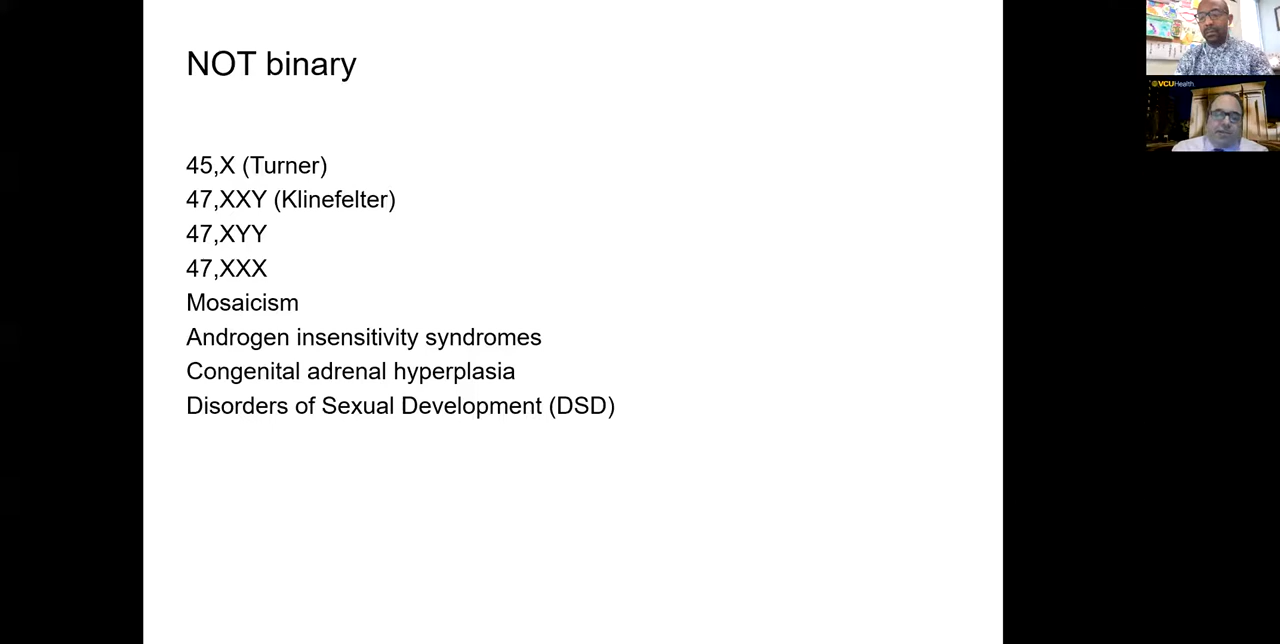 NOT binary
45,X (Turner)
47,XXY (Klinefelter)
47,XYY
47,XXX
Mosaicism
Androgen insensitivity syndromes
Congenital adrenal hyperplasia
Disorders of Sexual Development (DSD)
VCUHealth